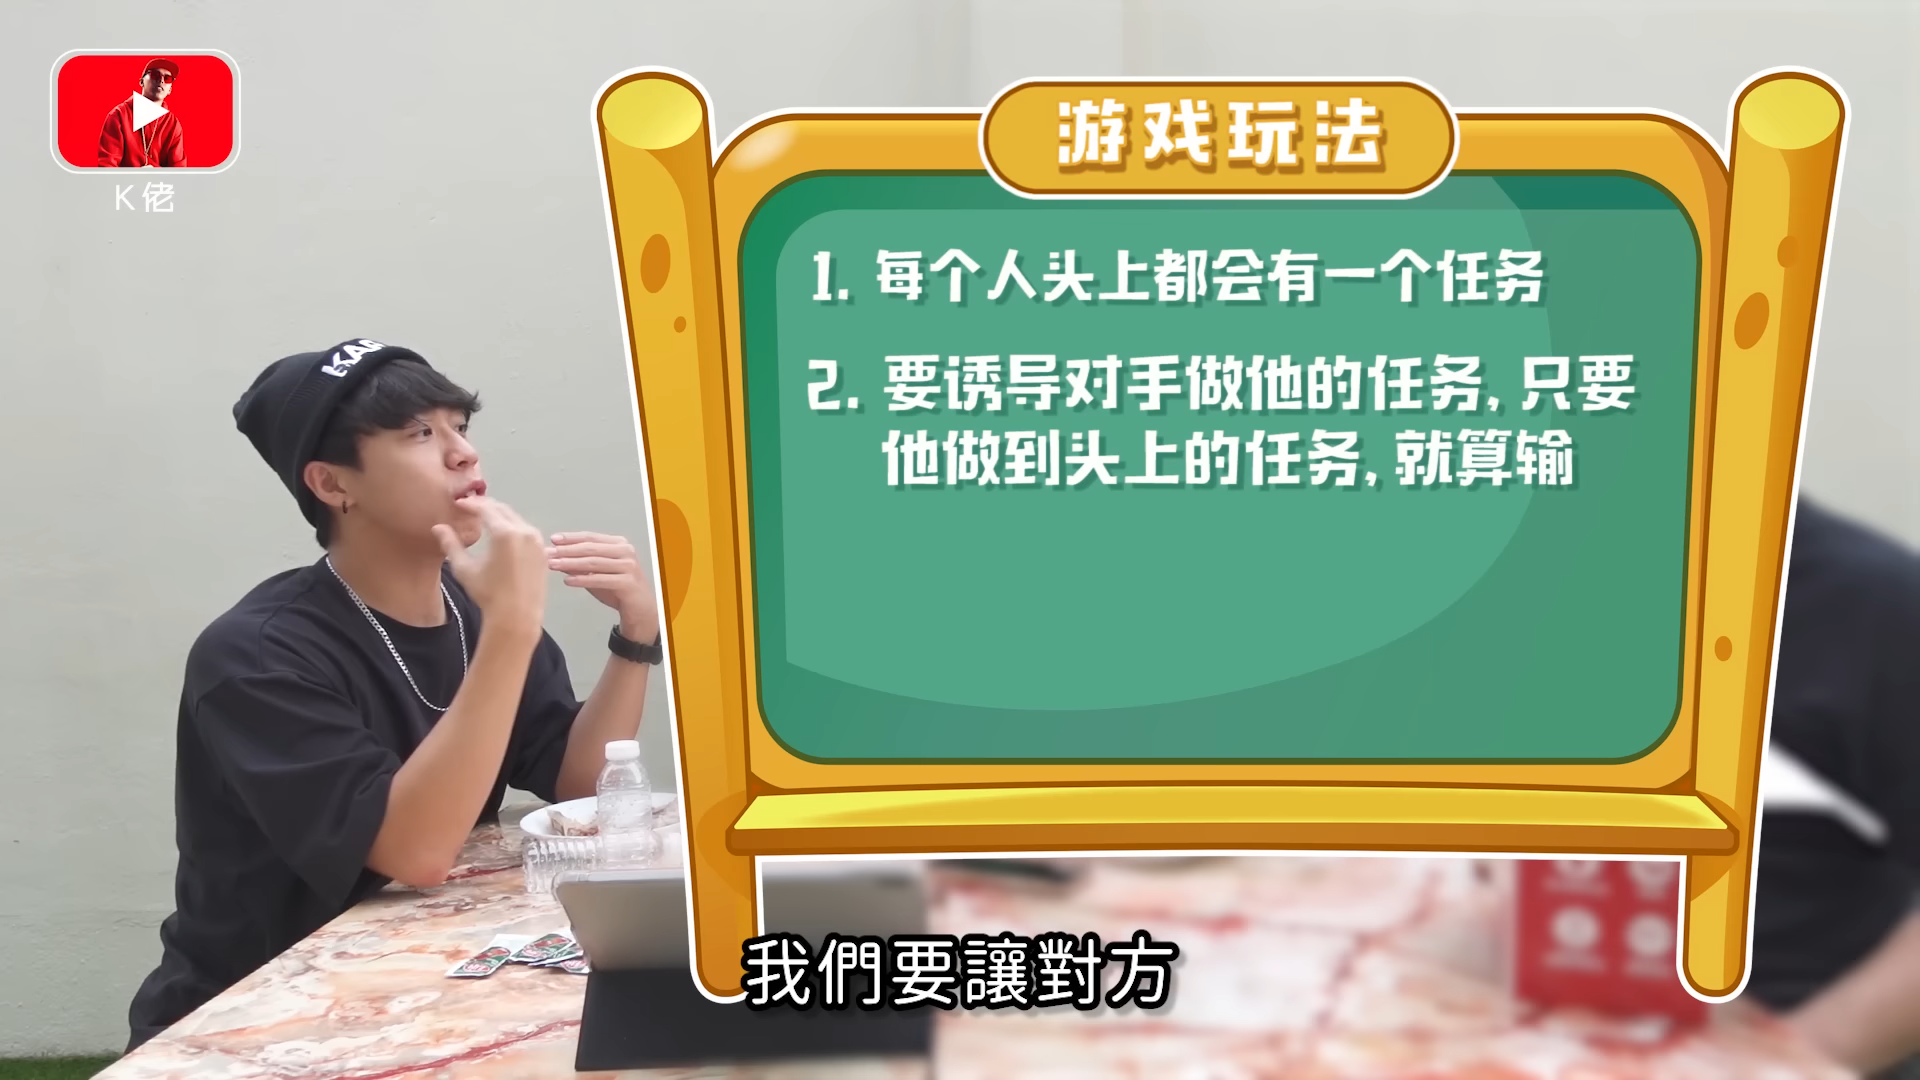 K佬
游戏玩法
1. 每个人头上都会有一个任务
2. 要诱导对手做他的任务, 只要
他做到头上的任务, 就算输
我們要讓對方